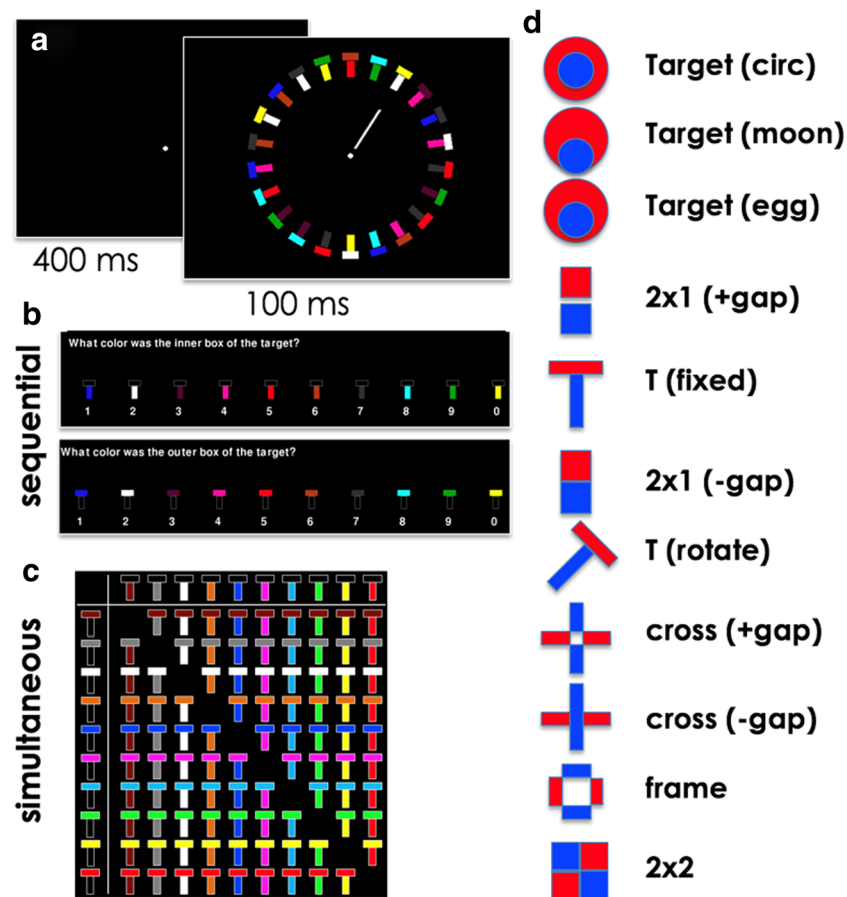 a
400 ms
100 ms
b
sequential
What color was the inner box of the target?
1 2 3 4 5 6 7 8 9 0
What color was the outer box of the target?
1 2 3 4 5 6 7 8 9 0
c
simultaneous
d
Target (circ)
Target (moon)
Target (egg)
2x1 (+gap)
T (fixed)
2x1 (-gap)
T (rotate)
cross (+gap)
cross (-gap)
frame
2x2